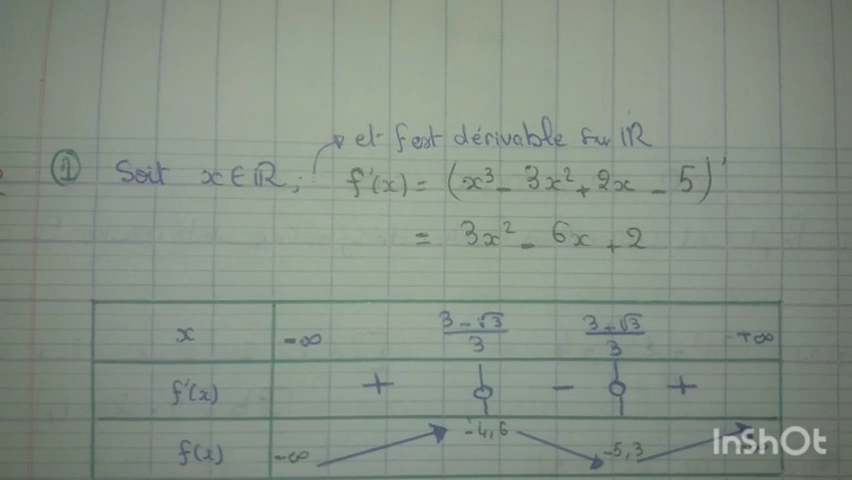 et f est dérivable sur ℝ
① Soit x ∈ ℝ, f'(x) = (x³ - 3x² + 2x - 5)'
= 3x² - 6x + 2
x -∞ (3-√3)/3 (3+√3)/3 +∞
f'(x) + 0 - 0 +
f(x) -∞ -4,6 -5,3
InShOt